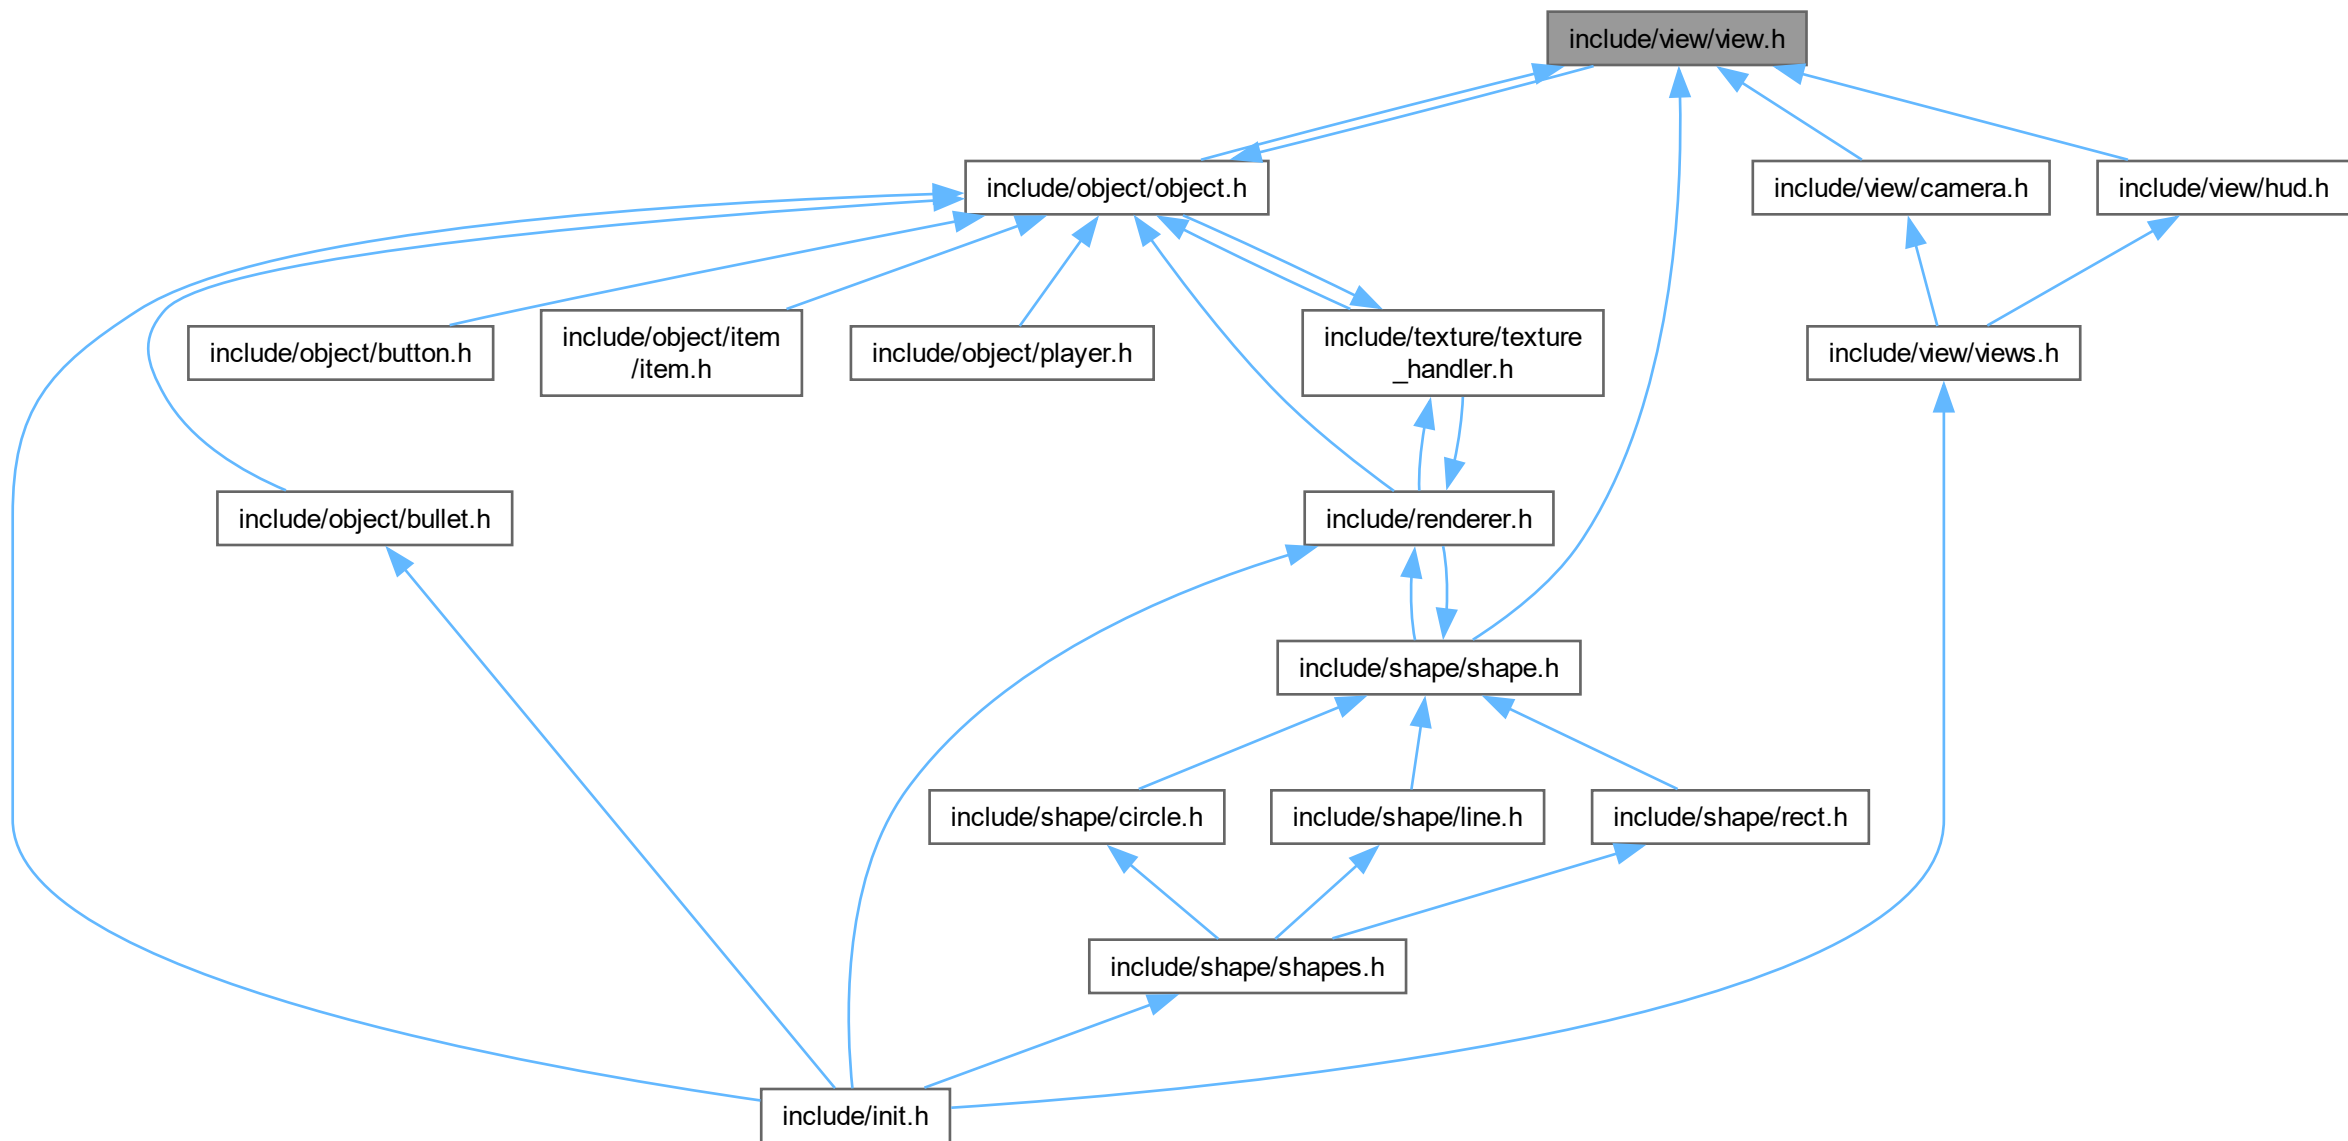 include/view/view.h
include/object/object.h
include/view/camera.h
include/view/hud.h
include/object/button.h
include/object/item
/item.h
include/object/player.h
include/texture/texture
_handler.h
include/view/views.h
include/object/bullet.h
include/renderer.h
include/shape/shape.h
include/shape/circle.h
include/shape/line.h
include/shape/rect.h
include/shape/shapes.h
include/init.h